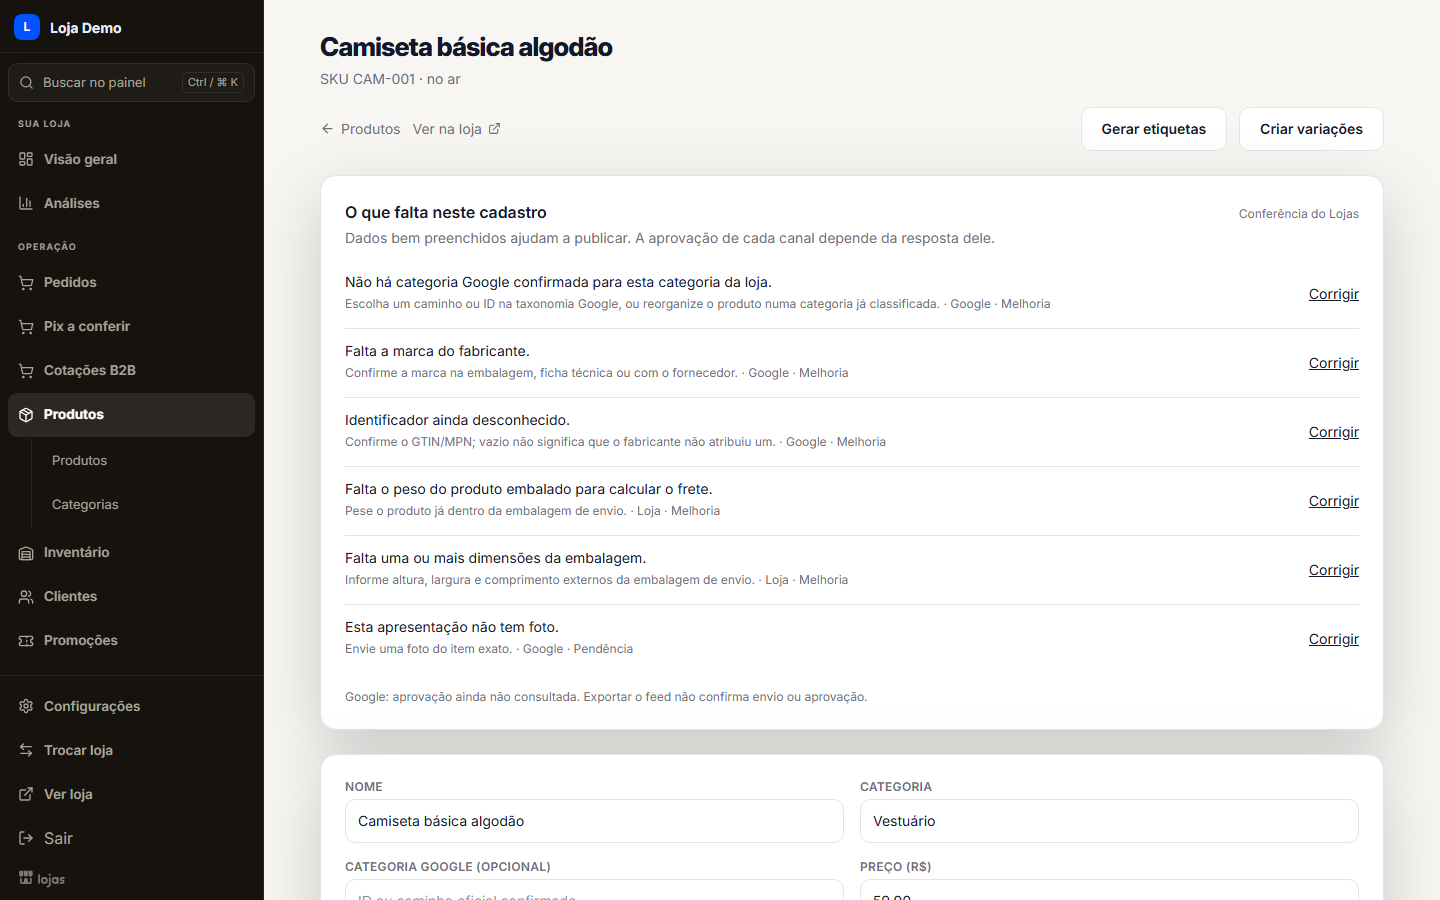 L Loja Demo
Buscar no painel Ctrl / ⌘ K
SUA LOJA
Visão geral
Análises
OPERAÇÃO
Pedidos
Pix a conferir
Cotações B2B
Produtos
Produtos
Categorias
Inventário
Clientes
Promoções
Configurações
Trocar loja
Ver loja
Sair
lojas
Camiseta básica algodão
SKU CAM-001 · no ar
Produtos Ver na loja
Gerar etiquetas Criar variações
O que falta neste cadastro Conferência do Lojas
Dados bem preenchidos ajudam a publicar. A aprovação de cada canal depende da resposta dele.
Não há categoria Google confirmada para esta categoria da loja.
Escolha um caminho ou ID na taxonomia Google, ou reorganize o produto numa categoria já classificada. · Google · Melhoria
Corrigir
Falta a marca do fabricante.
Confirme a marca na embalagem, ficha técnica ou com o fornecedor. · Google · Melhoria
Corrigir
Identificador ainda desconhecido.
Confirme o GTIN/MPN; vazio não significa que o fabricante não atribuiu um. · Google · Melhoria
Corrigir
Falta o peso do produto embalado para calcular o frete.
Pese o produto já dentro da embalagem de envio. · Loja · Melhoria
Corrigir
Falta uma ou mais dimensões da embalagem.
Informe altura, largura e comprimento externos da embalagem de envio. · Loja · Melhoria
Corrigir
Esta apresentação não tem foto.
Envie uma foto do item exato. · Google · Pendência
Corrigir
Google: aprovação ainda não consultada. Exportar o feed não confirma envio ou aprovação.
NOME CATEGORIA
Camiseta básica algodão Vestuário
CATEGORIA GOOGLE (OPCIONAL) PREÇO (R$)